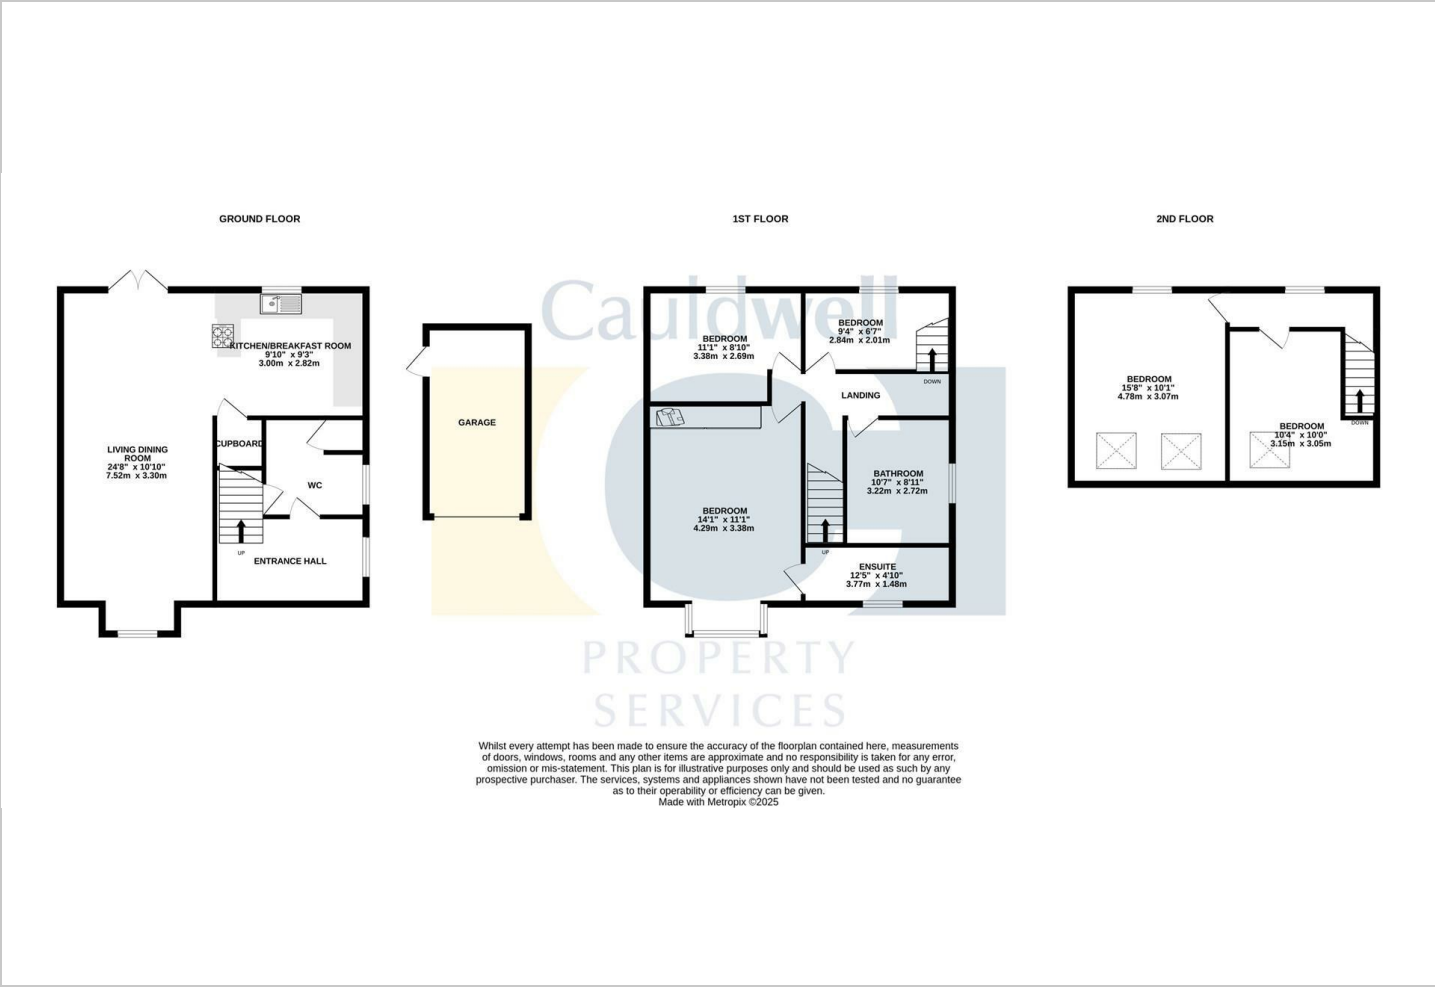 GROUND FLOOR
1ST FLOOR
2ND FLOOR
Cauldwell
KITCHEN/BREAKFAST ROOM
9'10" x 9'3"
3.00m x 2.82m
CUPBOARD
LIVING DINING
ROOM
24'8" x 10'10"
7.52m x 3.30m
WC
UP
ENTRANCE HALL
GARAGE
BEDROOM
11'1" x 8'10"
3.38m x 2.69m
BEDROOM
9'4" x 6'7"
2.84m x 2.01m
DOWN
LANDING
BATHROOM
10'7" x 8'11"
3.22m x 2.72m
BEDROOM
14'1" x 11'1"
4.29m x 3.38m
UP
ENSUITE
12'5" x 4'10"
3.77m x 1.48m
BEDROOM
15'8" x 10'1"
4.78m x 3.07m
BEDROOM
10'4" x 10'0"
3.15m x 3.05m
DOWN
PROPERTY
SERVICES
Whilst every attempt has been made to ensure the accuracy of the floorplan contained here, measurements
of doors, windows, rooms and any other items are approximate and no responsibility is taken for any error,
omission or mis-statement. This plan is for illustrative purposes only and should be used as such by any
prospective purchaser. The services, systems and appliances shown have not been tested and no guarantee
as to their operability or efficiency can be given.
Made with Metropix ©2025